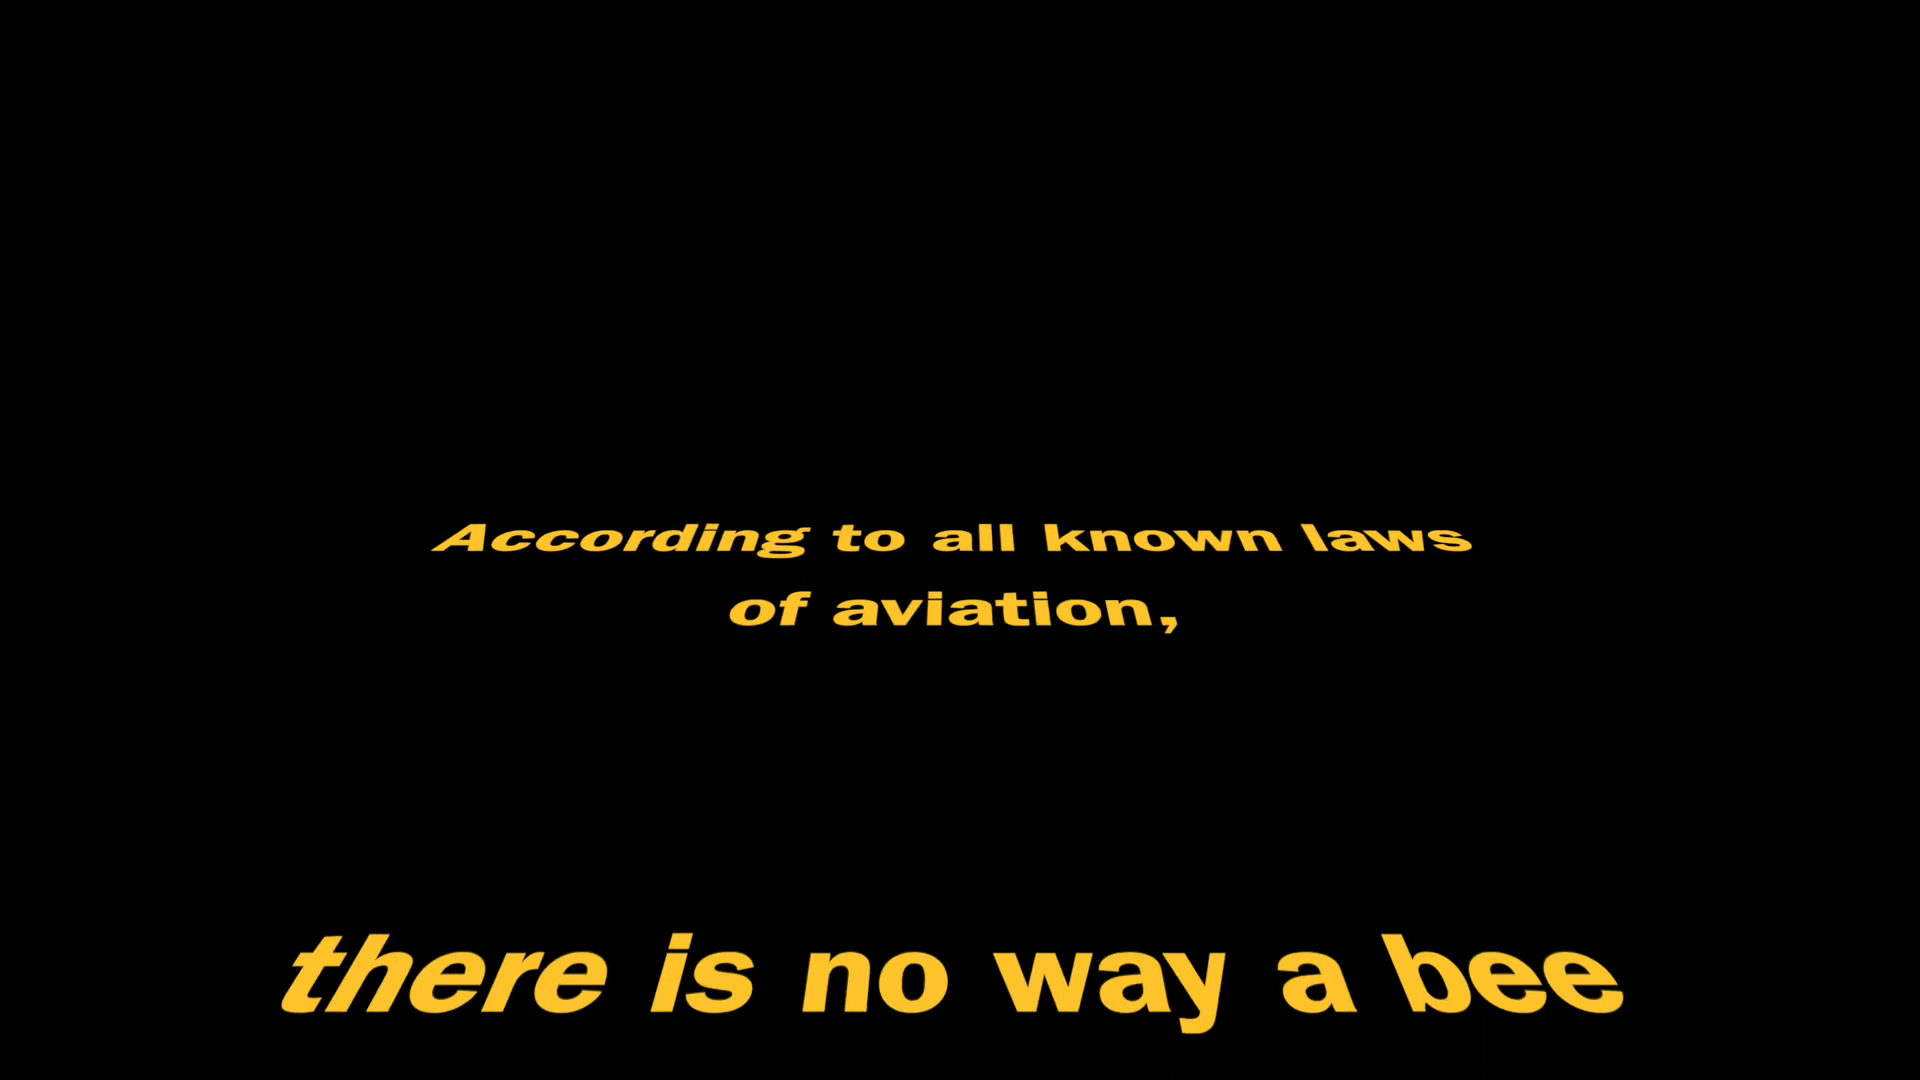 According to all known laws
of aviation,
there is no way a bee